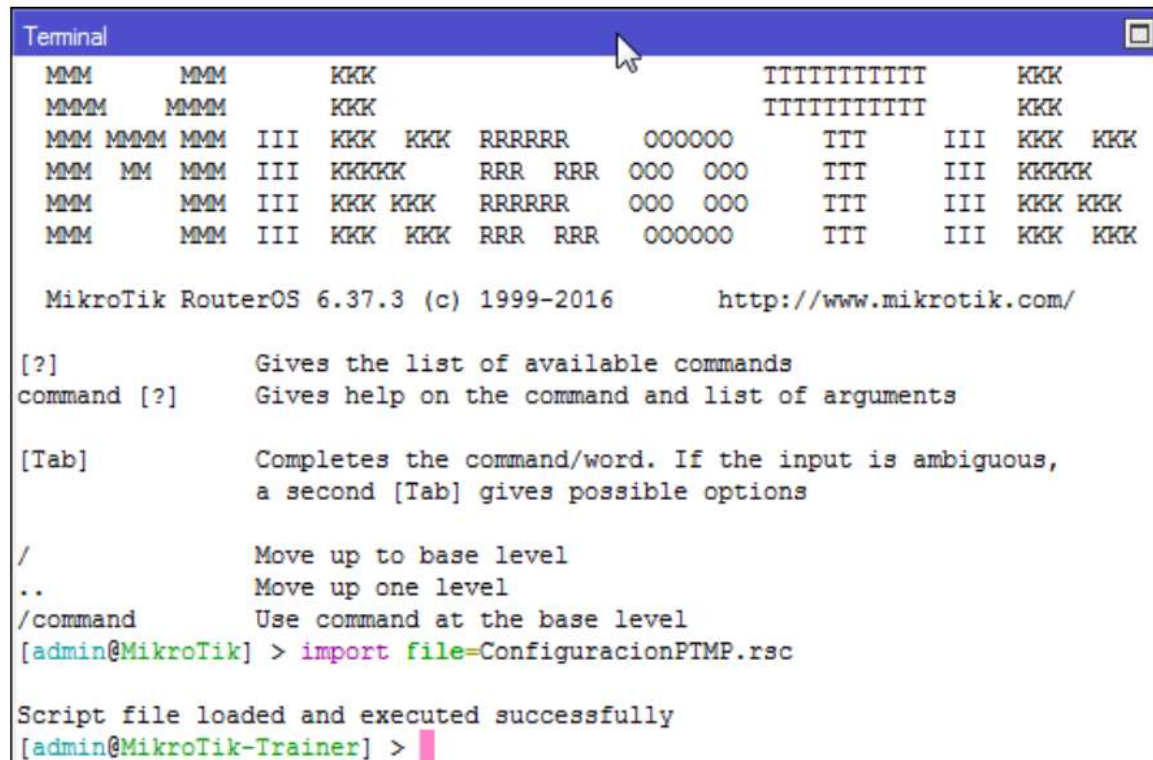 Terminal
MMM MMM KKK TTTTTTTTTTT KKK
MMMM MMMM KKK TTTTTTTTTTT KKK
MMM MMMM MMM III KKK KKK RRRRRR OOOOOO TTT III KKK KKK
MMM MM MMM III KKKKK RRR RRR OOO OOO TTT III KKKKK
MMM MMM III KKK KKK RRRRRR OOO OOO TTT III KKK KKK
MMM MMM III KKK KKK RRR RRR OOOOOO TTT III KKK KKK
MikroTik RouterOS 6.37.3 (c) 1999-2016 http://www.mikrotik.com/
[?] Gives the list of available commands
command [?] Gives help on the command and list of arguments
[Tab] Completes the command/word. If the input is ambiguous,
a second [Tab] gives possible options
/ Move up to base level
.. Move up one level
/command Use command at the base level
[admin@MikroTik] > import file=ConfiguracionPTMP.rsc
Script file loaded and executed successfully
[admin@MikroTik-Trainer] >